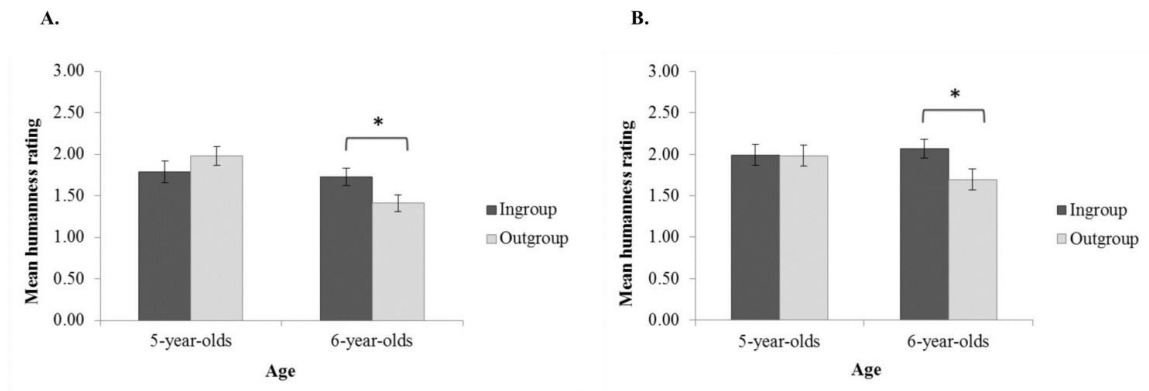 A.
3.00
2.50
2.00
1.50
1.00
0.50
0.00
Mean humanness rating
*
Ingroup
Outgroup
5-year-olds
6-year-olds
Age
B.
3.00
2.50
2.00
1.50
1.00
0.50
0.00
Mean humanness rating
*
Ingroup
Outgroup
5-year-olds
6-year-olds
Age